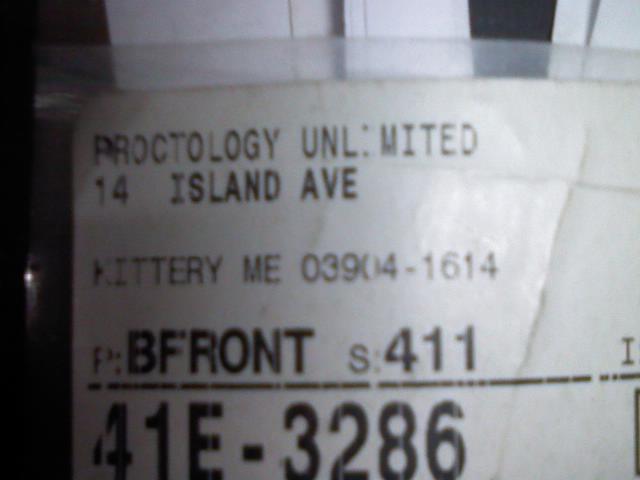 PROCTOLOGY UNLIMITED
14 ISLAND AVE
KITTERY ME 03904-1614
P:BFRONT S:411
41E-3286